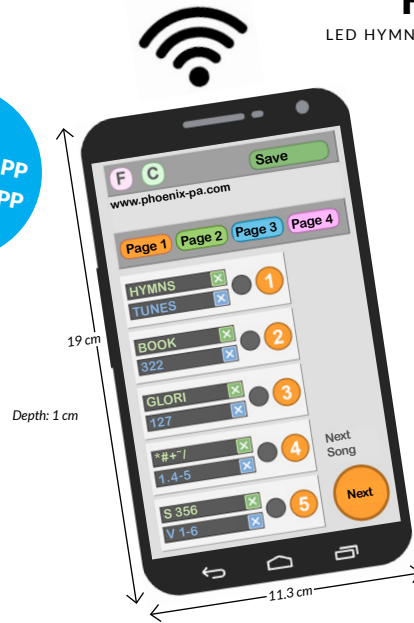 LED HYMN
PP
PP
F C Save
www.phoenix-pa.com
Page 1 Page 2 Page 3 Page 4
HYMNS
TUNES
1
BOOK
322
2
GLORI
127
3
*#+~/
1.4-5
4
S 356
V 1-6
5
Next
Song
Next
19 cm
Depth: 1 cm
11.3 cm